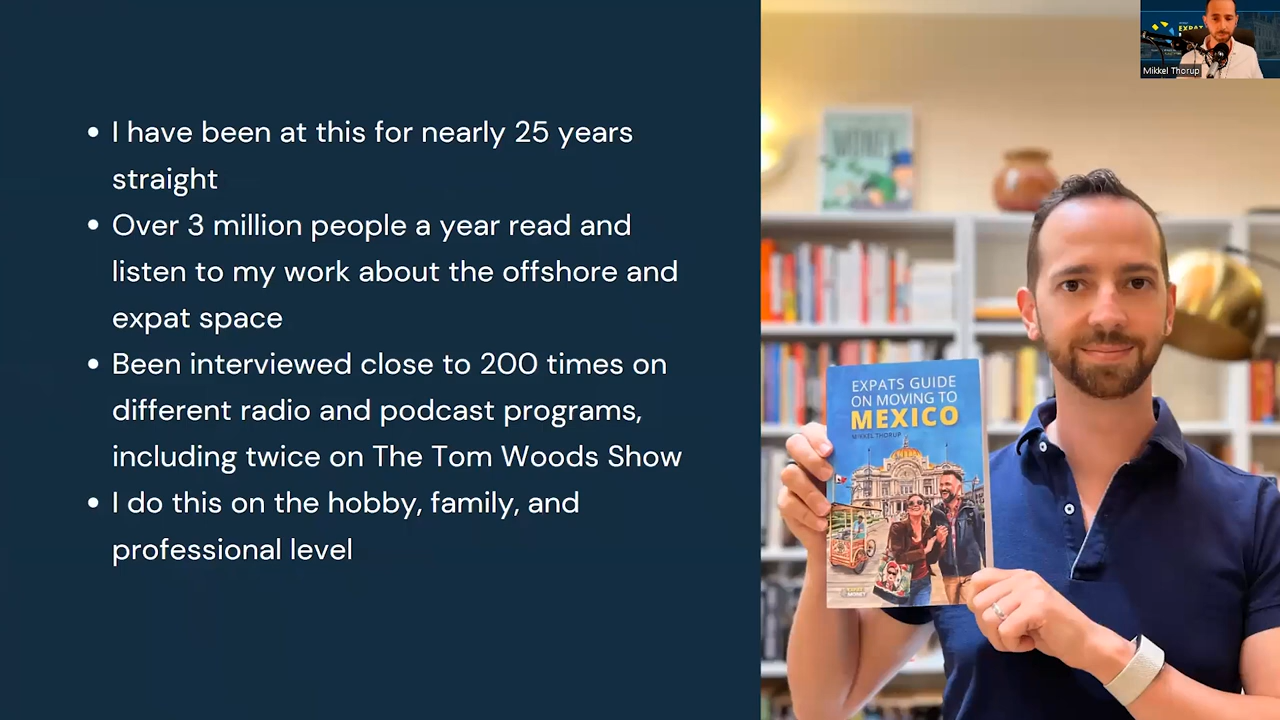 • I have been at this for nearly 25 years
straight
• Over 3 million people a year read and
listen to my work about the offshore and
expat space
• Been interviewed close to 200 times on
different radio and podcast programs,
including twice on The Tom Woods Show
• I do this on the hobby, family, and
professional level
Mikkel Thorup
EXPATS GUIDE
ON MOVING TO
MEXICO
MIKKEL THORUP